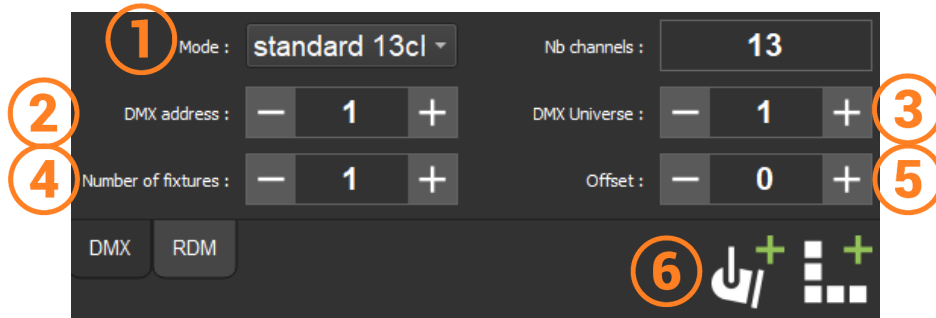 1 Mode : standard 13cl Nb channels : 13
2 DMX address : − 1 + DMX Universe : − 1 + 3
4 Number of fixtures : − 1 + Offset : − 0 + 5
DMX RDM
6